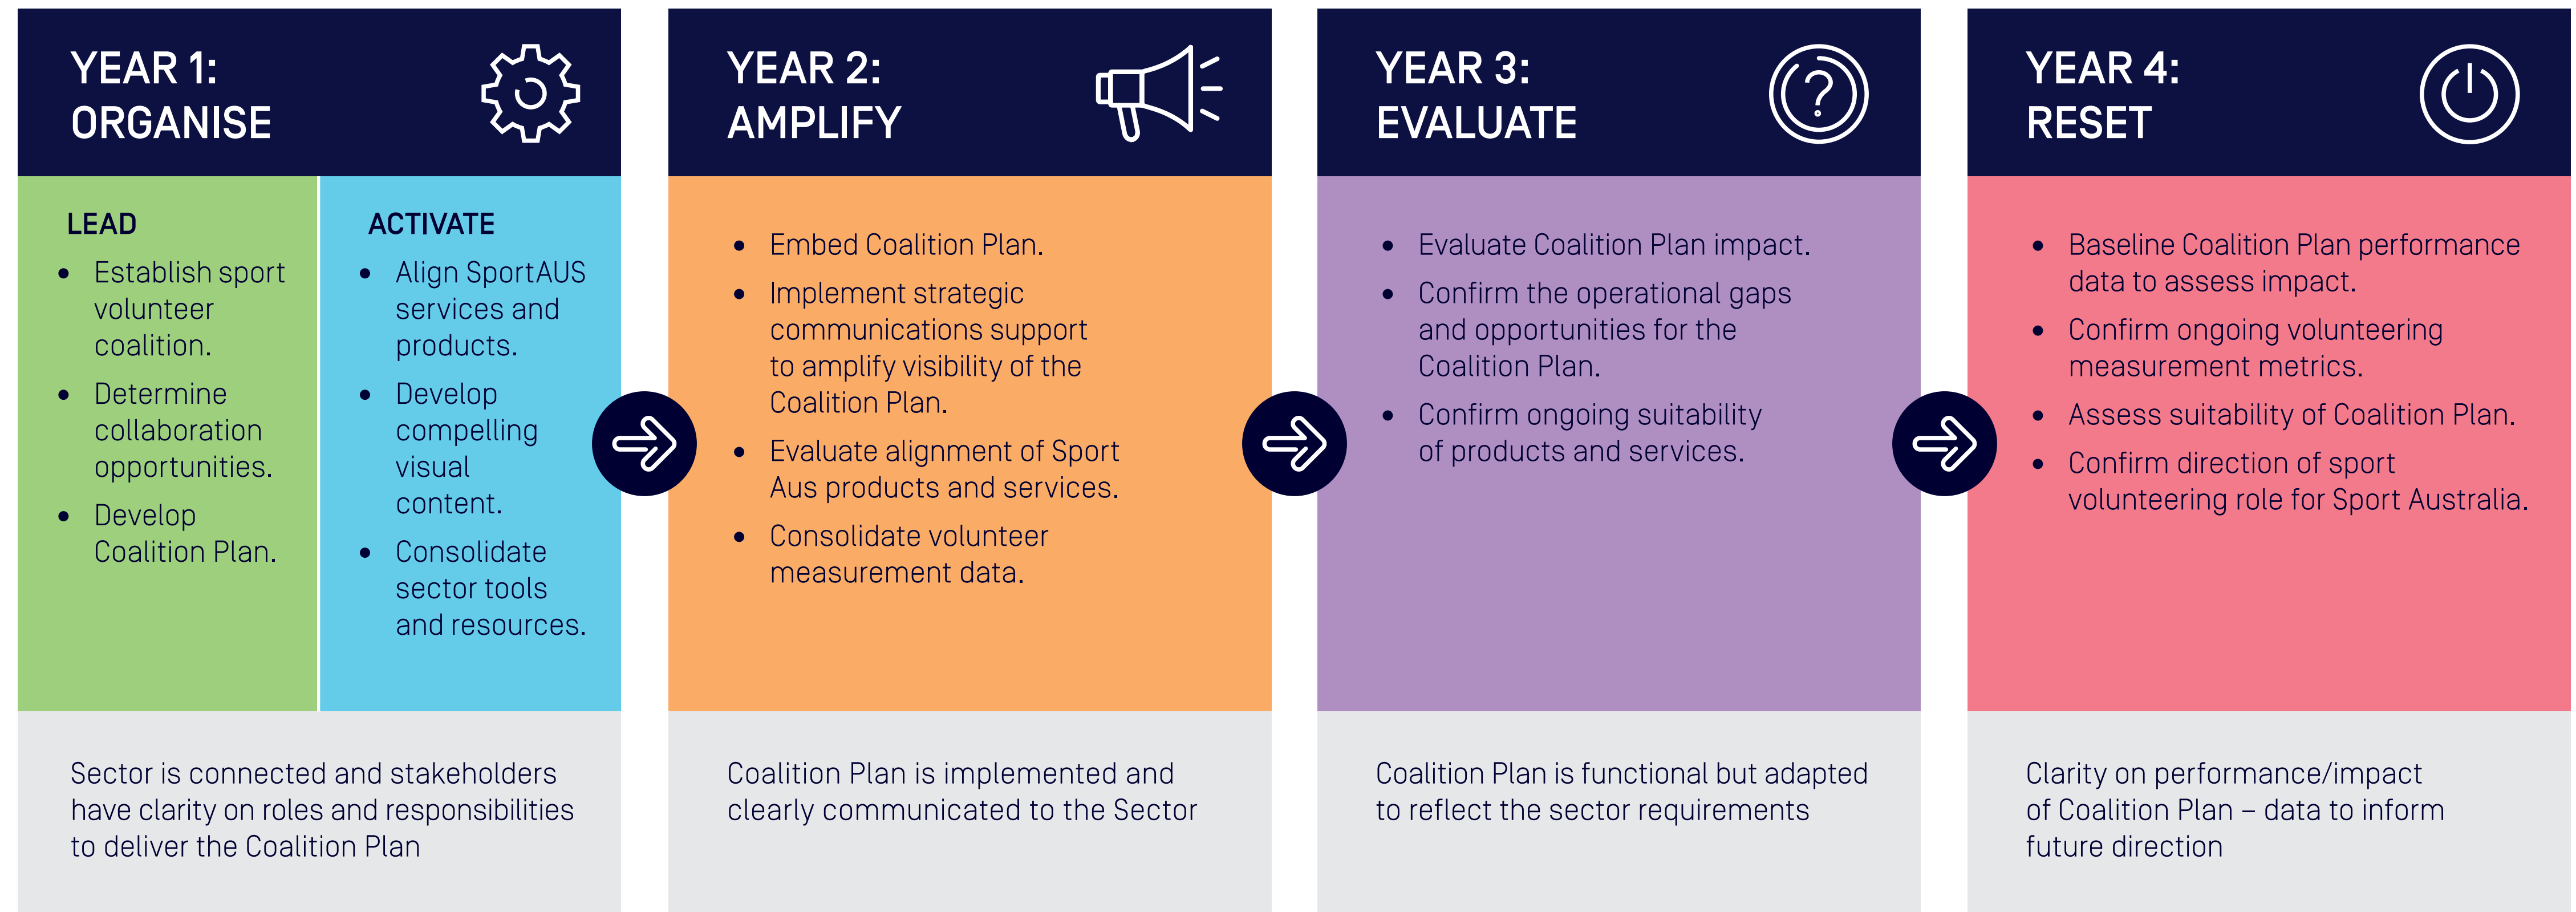 YEAR 1:
ORGANISE
LEAD
• Establish sport
volunteer
coalition.
• Determine
collaboration
opportunities.
• Develop
Coalition Plan.
ACTIVATE
• Align SportAUS
services and
products.
• Develop
compelling
visual
content.
• Consolidate
sector tools
and resources.
Sector is connected and stakeholders
have clarity on roles and responsibilities
to deliver the Coalition Plan
YEAR 2:
AMPLIFY
• Embed Coalition Plan.
• Implement strategic
communications support
to amplify visibility of the
Coalition Plan.
• Evaluate alignment of Sport
Aus products and services.
• Consolidate volunteer
measurement data.
Coalition Plan is implemented and
clearly communicated to the Sector
YEAR 3:
EVALUATE
• Evaluate Coalition Plan impact.
• Confirm the operational gaps
and opportunities for the
Coalition Plan.
• Confirm ongoing suitability
of products and services.
Coalition Plan is functional but adapted
to reflect the sector requirements
YEAR 4:
RESET
• Baseline Coalition Plan performance
data to assess impact.
• Confirm ongoing volunteering
measurement metrics.
• Assess suitability of Coalition Plan.
• Confirm direction of sport
volunteering role for Sport Australia.
Clarity on performance/impact
of Coalition Plan – data to inform
future direction